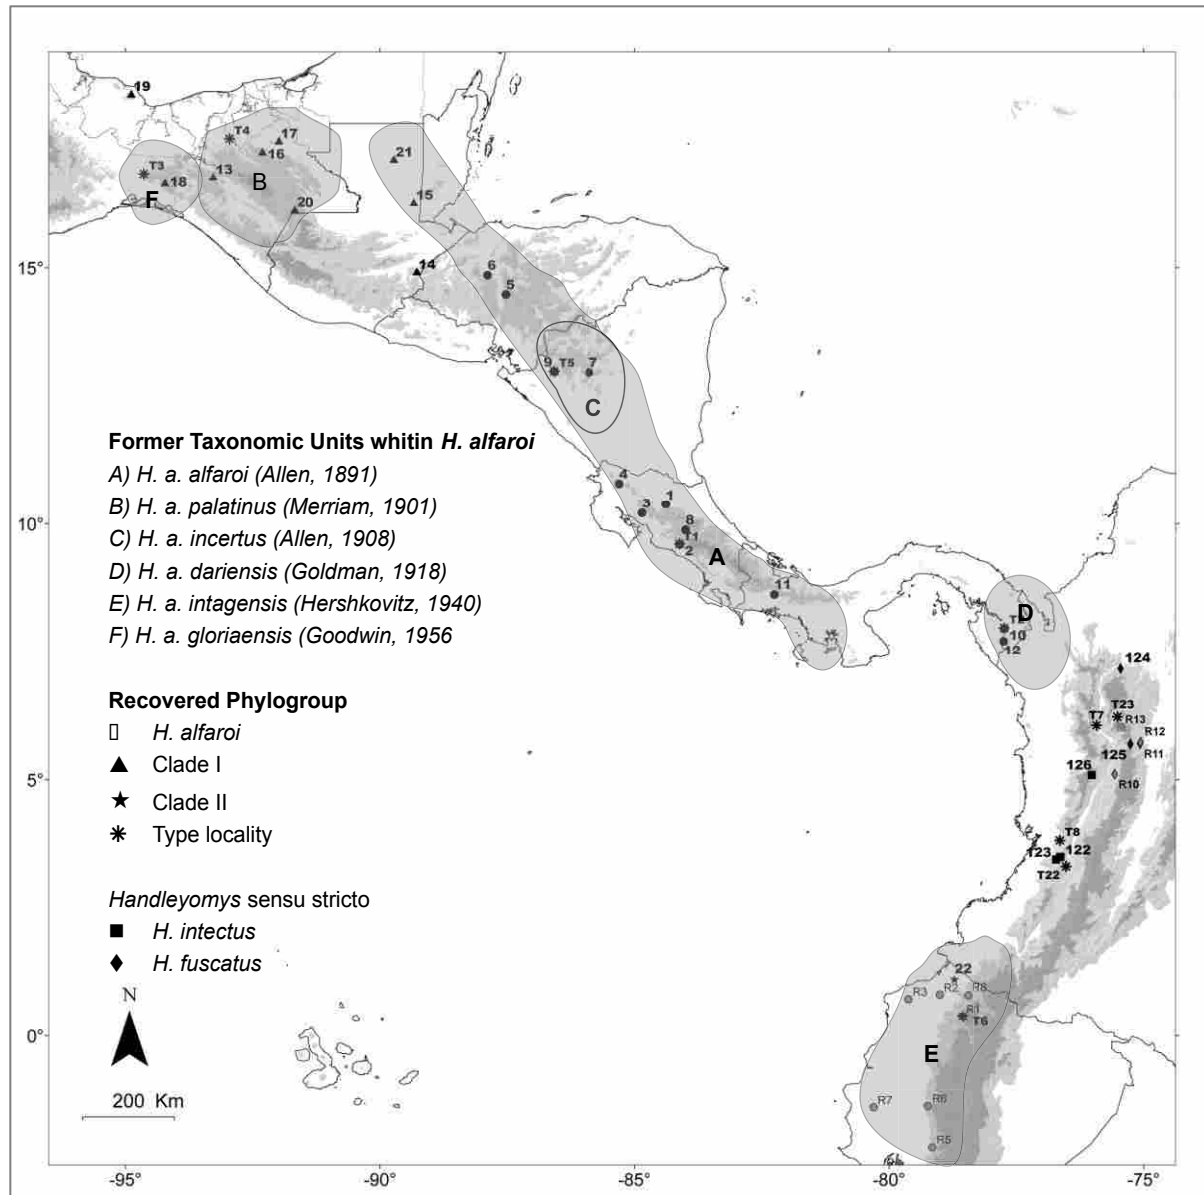 19
T4
17
16
T3
13
18
B
F
20
21
15
14
15°
6
5
9
T5
7
C
Former Taxonomic Units whitin H. alfaroi
A) H. a. alfaroi (Allen, 1891)
B) H. a. palatinus (Merriam, 1901)
C) H. a. incertus (Allen, 1908)
D) H. a. dariensis (Goldman, 1918)
E) H. a. intagensis (Hershkovitz, 1940)
F) H. a. gloriaensis (Goodwin, 1956
4
1
3
8
T1
2
10°
A
11
D
10
12
124
Recovered Phylogroup
H. alfaroi
Clade I
Clade II
Type locality
T7
T23
R13
R12
125
R11
126
R10
5°
T8
T23
122
T22
Handleyomys sensu stricto
H. intectus
H. fuscatus
N
200 Km
22
R3
R2
R8
R1
T6
0°
E
R7
R6
R5
-95°
-90°
-85°
-80°
-75°